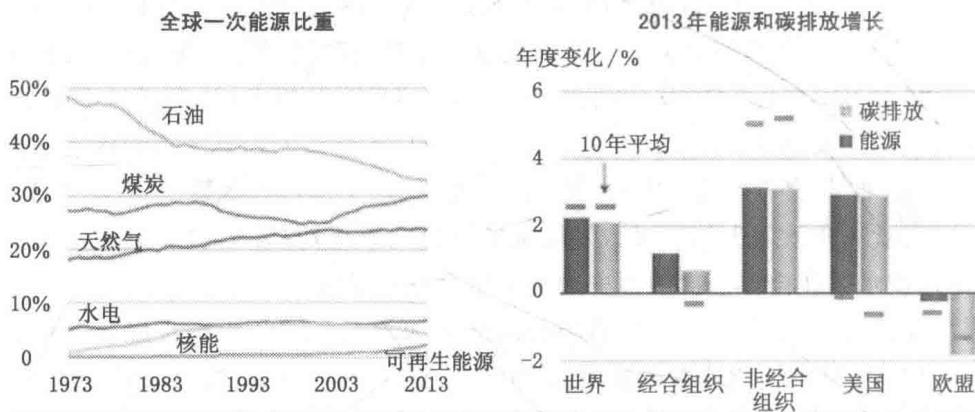 全球一次能源比重
50%
40%
30%
20%
10%
0
石油
煤炭
天然气
水电
核能
可再生能源
1973 1983 1993 2003 2013
2013年能源和碳排放增长
年度变化/%
6
4
2
0
-2
碳排放
能源
10年平均
世界 经合组织 非经合组织 美国 欧盟